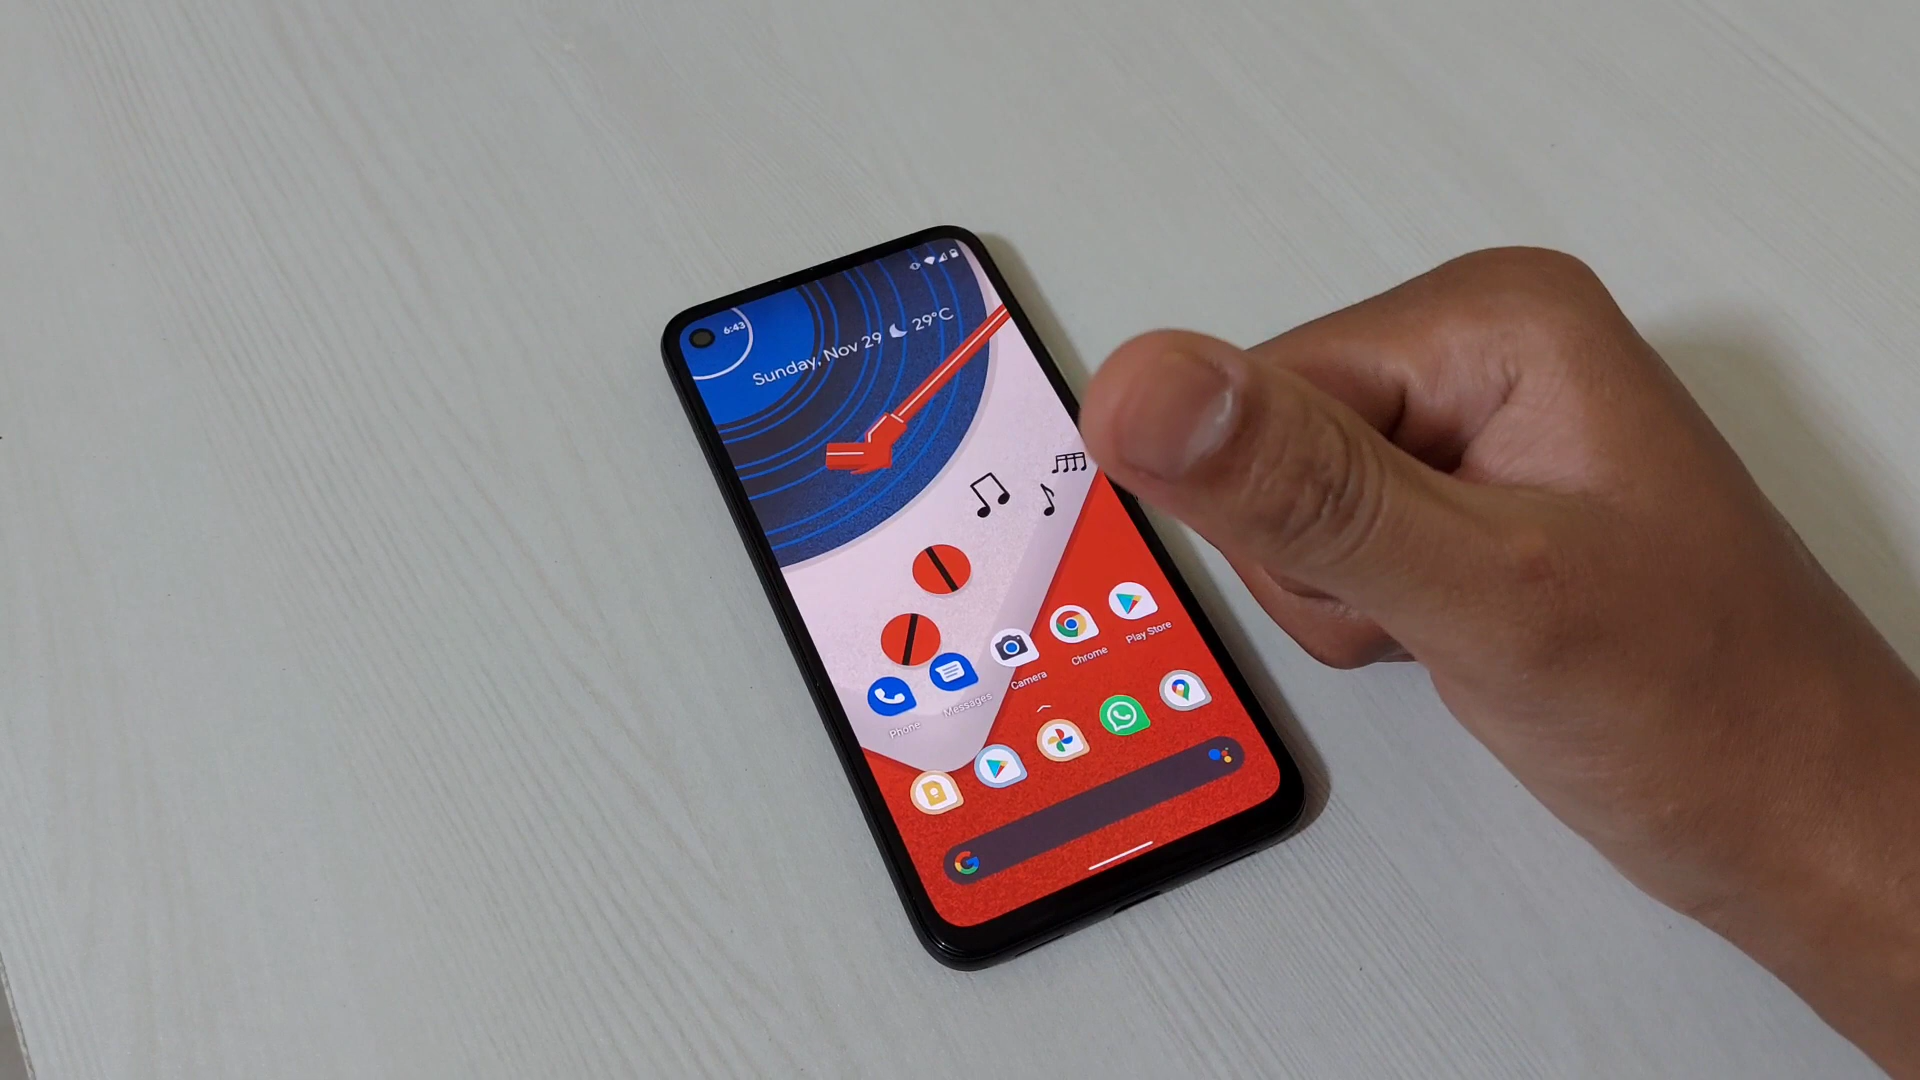 6:43
Sunday, Nov 29 29°C
Phone
Messages
Camera
Chrome
Play Store
G